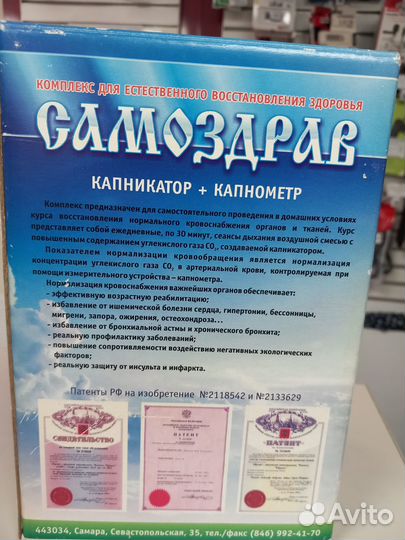 КОМПЛЕКС ДЛЯ ЕСТЕСТВЕННОГО ВОССТАНОВЛЕНИЯ ЗДОРОВЬЯ
САМОЗДРАВ
КАПНИКАТОР + КАПНОМЕТР
Комплекс предназначен для самостоятельного проведения в домашних условиях
курса восстановления нормального кровоснабжения органов и тканей. Курс
представляет собой ежедневные, по 30 минут, сеансы дыхания воздушной смесью с
повышенным содержанием углекислого газа СО₂, создаваемой капникатором.
Показателем нормализации кровообращения является нормализация
концентрации углекислого газа СО₂ в артериальной крови, контролируемая при
помощи измерительного устройства – капнометра.
Нормализация кровоснабжения важнейших органов обеспечивает:
- эффективную возрастную реабилитацию;
- избавление от ишемической болезни сердца, гипертонии, бессонницы,
мигрени, запора, ожирения, остеохондроза...
- избавление от бронхиальной астмы и хронического бронхита;
- реальную профилактику заболеваний;
- повышение сопротивляемости воздействию негативных экологических
факторов;
- реальную защиту от инсульта и инфаркта.
Патенты РФ на изобретение №2118542 и №2133629
СВИДЕТЕЛЬСТВО
ПАТЕНТ
ПАТЕНТ
443034, Самара, Севастопольская, 35, тел./факс (846) 992-41-70
Avito